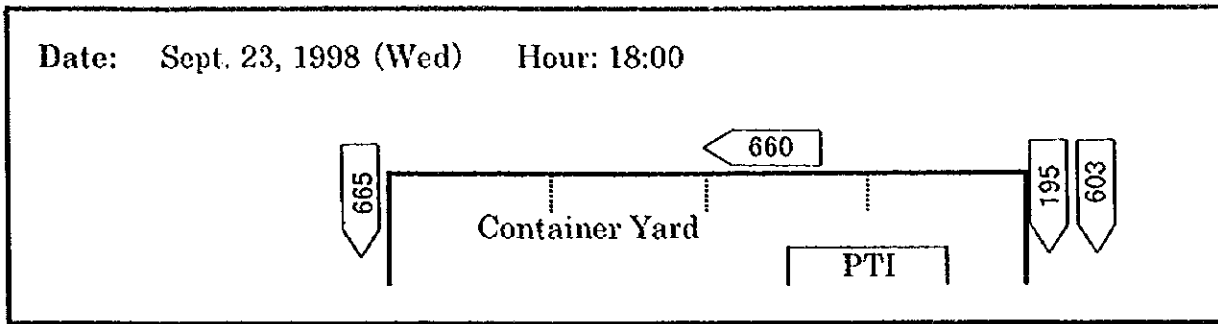 Date: Sept. 23, 1998 (Wed) Hour: 18:00
660
665
195
603
Container Yard
PTI